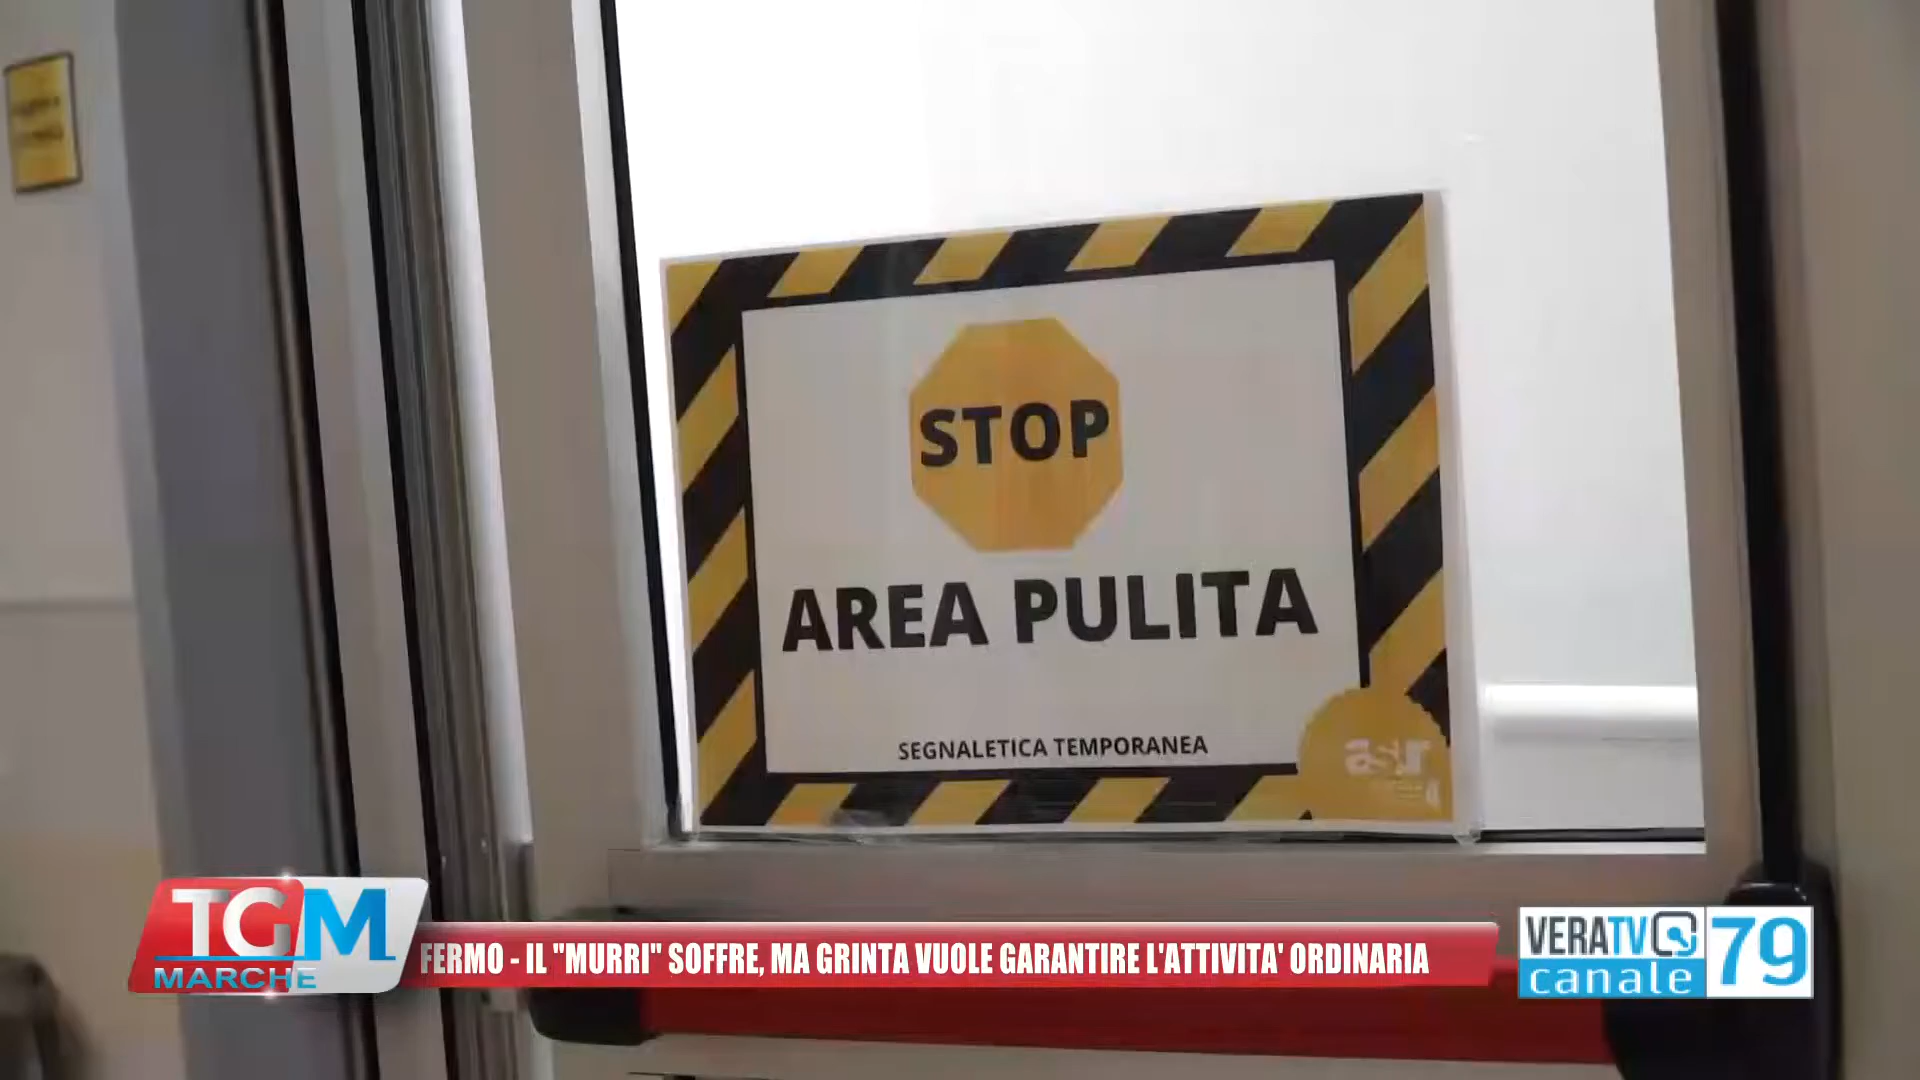 STOP
AREA PULITA
SEGNALETICA TEMPORANEA
asur
TGM
MARCHE
FERMO - IL "MURRI" SOFFRE, MA GRINTA VUOLE GARANTIRE L'ATTIVITA' ORDINARIA
VERATV
canale
79